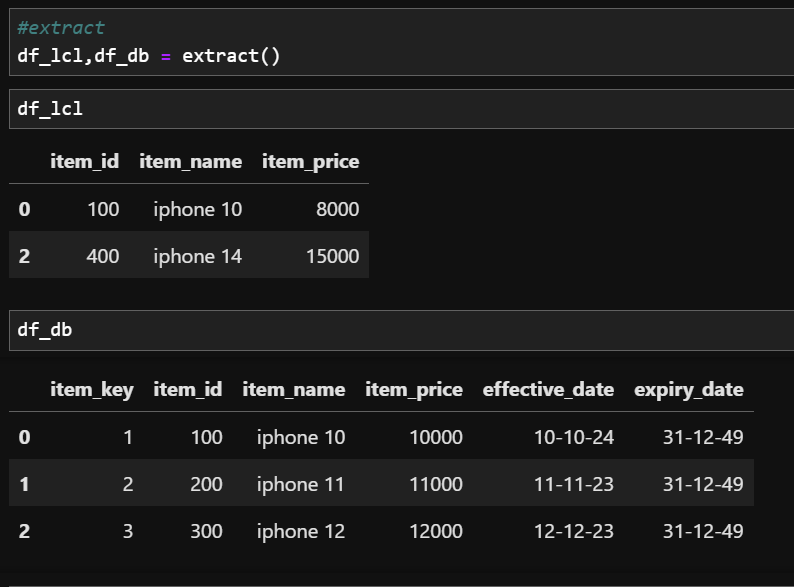 #extract
df_lcl,df_db = extract()
df_lcl
item_id item_name item_price
0 100 iphone 10 8000
2 400 iphone 14 15000
df_db
item_key item_id item_name item_price effective_date expiry_date
0 1 100 iphone 10 10000 10-10-24 31-12-49
1 2 200 iphone 11 11000 11-11-23 31-12-49
2 3 300 iphone 12 12000 12-12-23 31-12-49